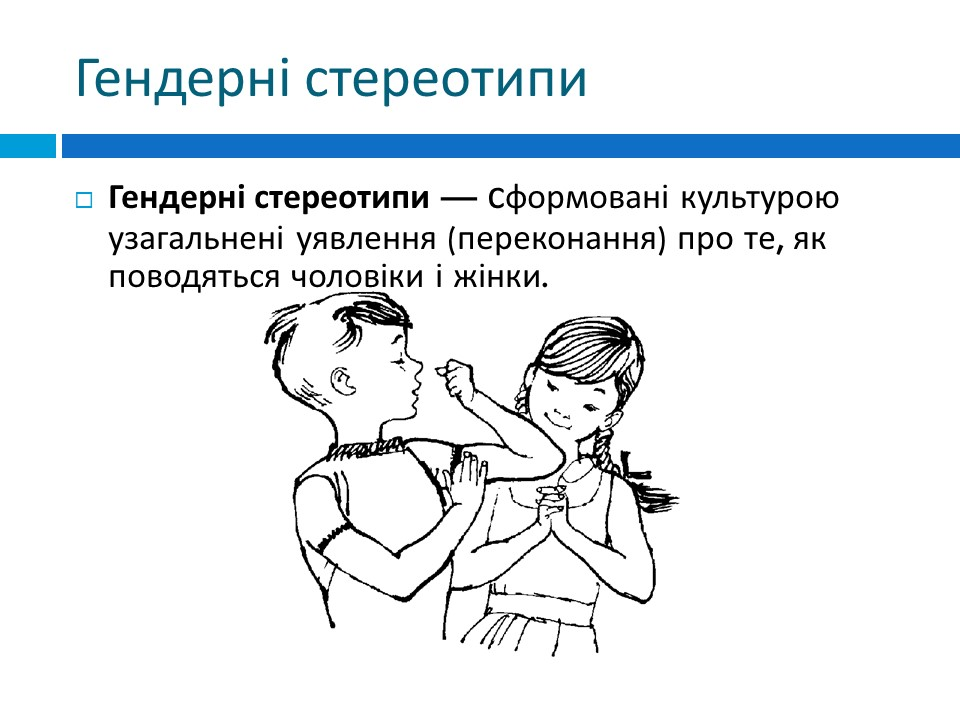 Гендерні стереотипи
Гендерні стереотипи — сформовані культурою
узагальнені уявлення (переконання) про те, як
поводяться чоловіки і жінки.